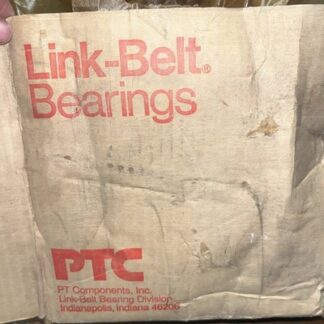 Link-Belt®
Bearings
PTC
PT Components, Inc.
Link-Belt Bearing Division
Indianapolis, Indiana 46206